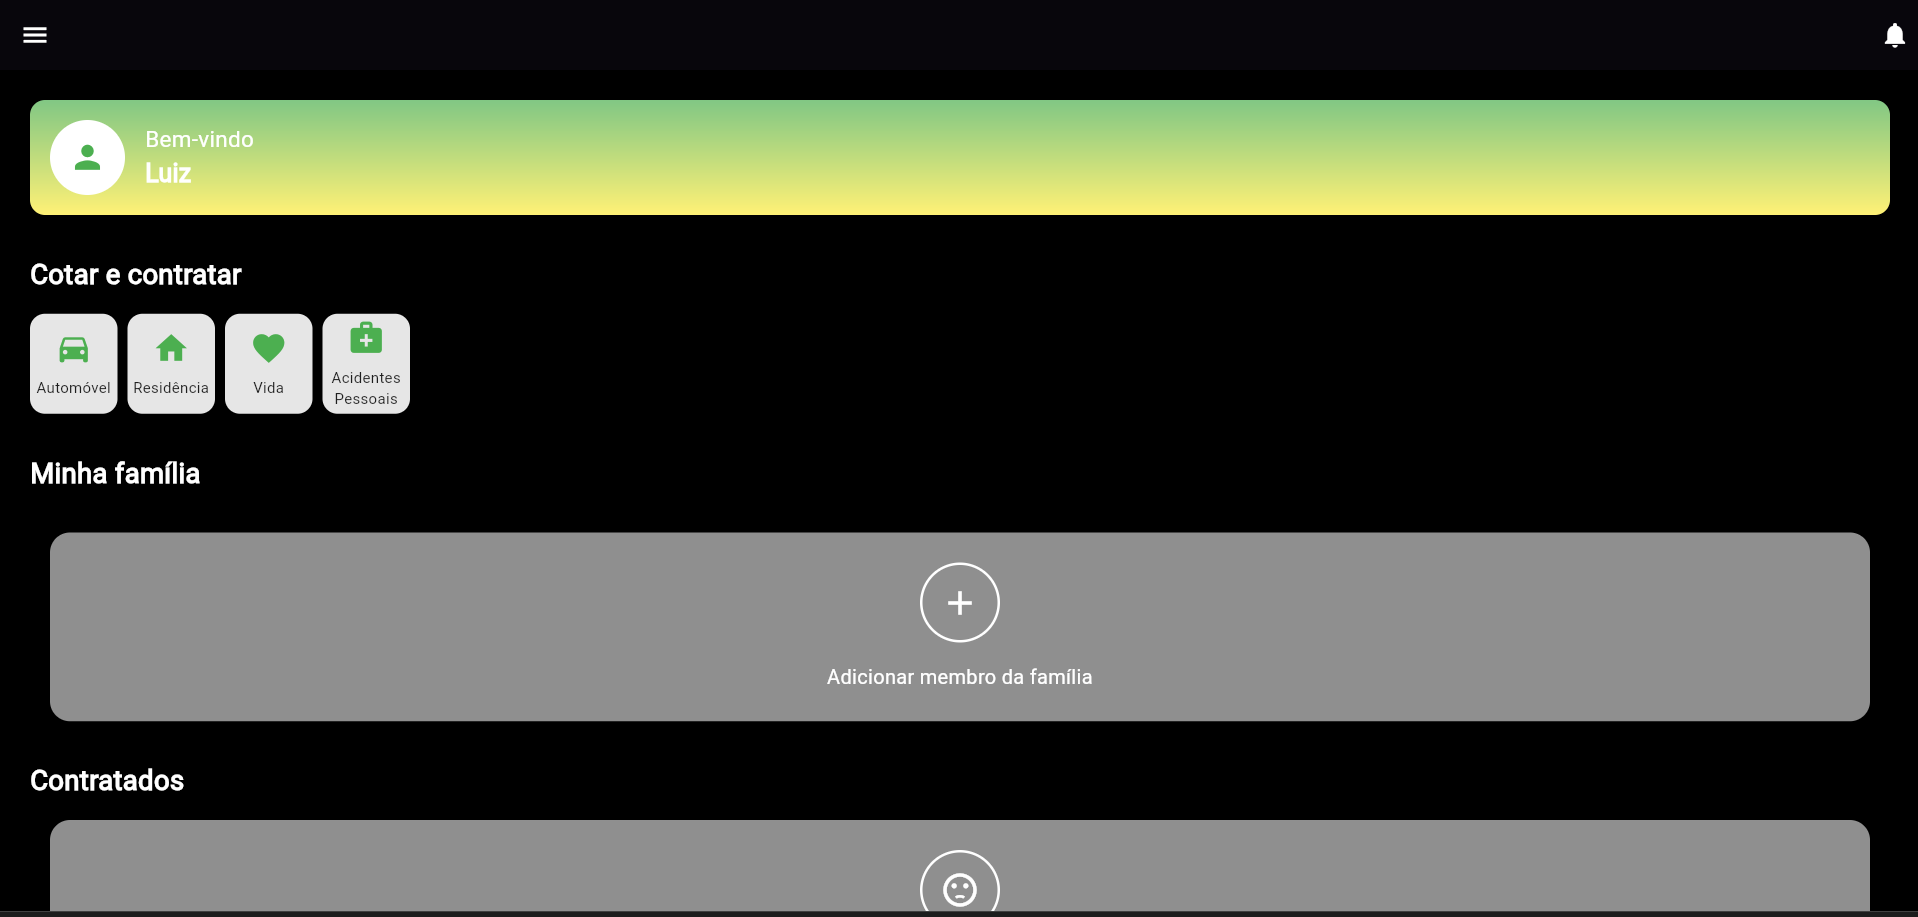 Bem-vindo
Luiz
Cotar e contratar
Automóvel
Residência
Vida
Acidentes
Pessoais
Minha família
Adicionar membro da família
Contratados